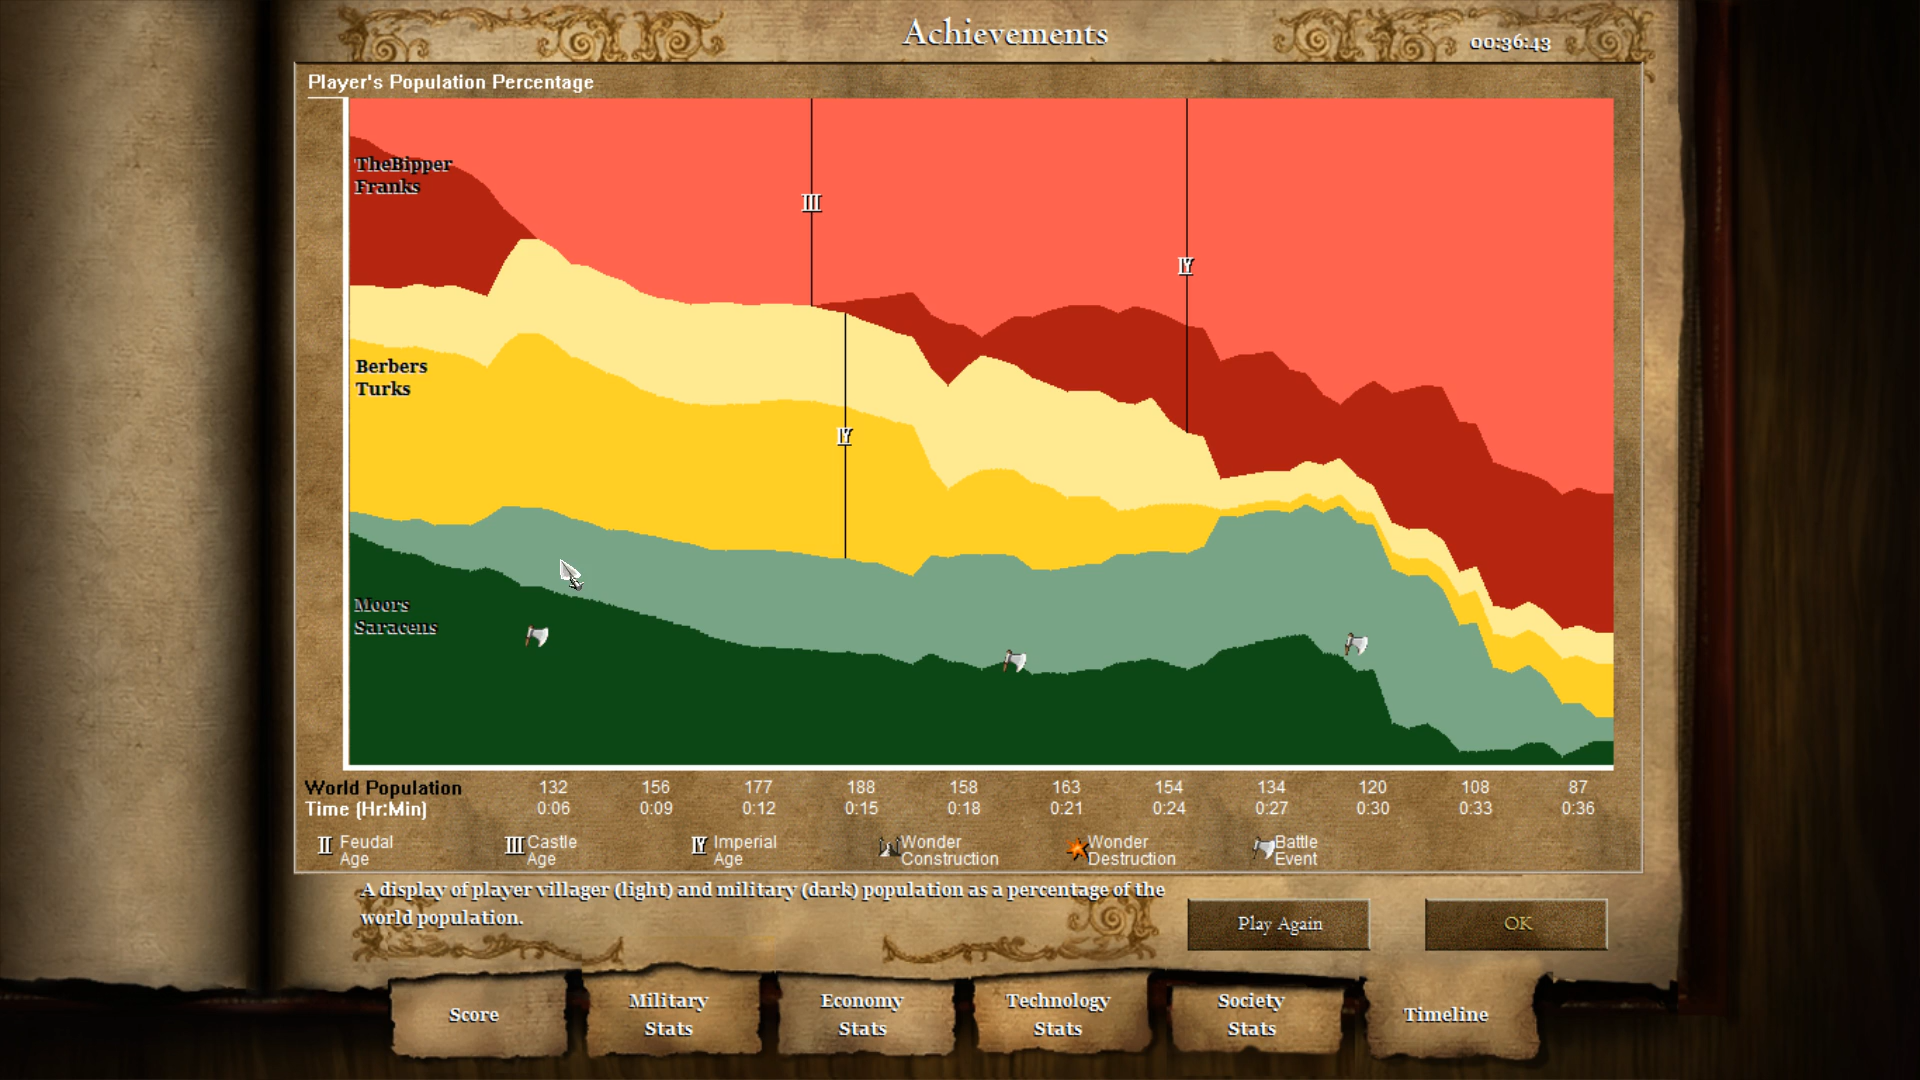 Achievements
00:36:43
Player's Population Percentage
TheBipper
Franks
III
IV
Berbers
Turks
IV
Moors
Saracens
World Population 132 156 177 188 158 163 154 134 120 108 87
Time (Hr:Min) 0:06 0:09 0:12 0:15 0:18 0:21 0:24 0:27 0:30 0:33 0:36
II Feudal Age
III Castle Age
IV Imperial Age
Wonder Construction
Wonder Destruction
Battle Event
A display of player villager (light) and military (dark) population as a percentage of the
world population.
Play Again
OK
Score
Military
Stats
Economy
Stats
Technology
Stats
Society
Stats
Timeline